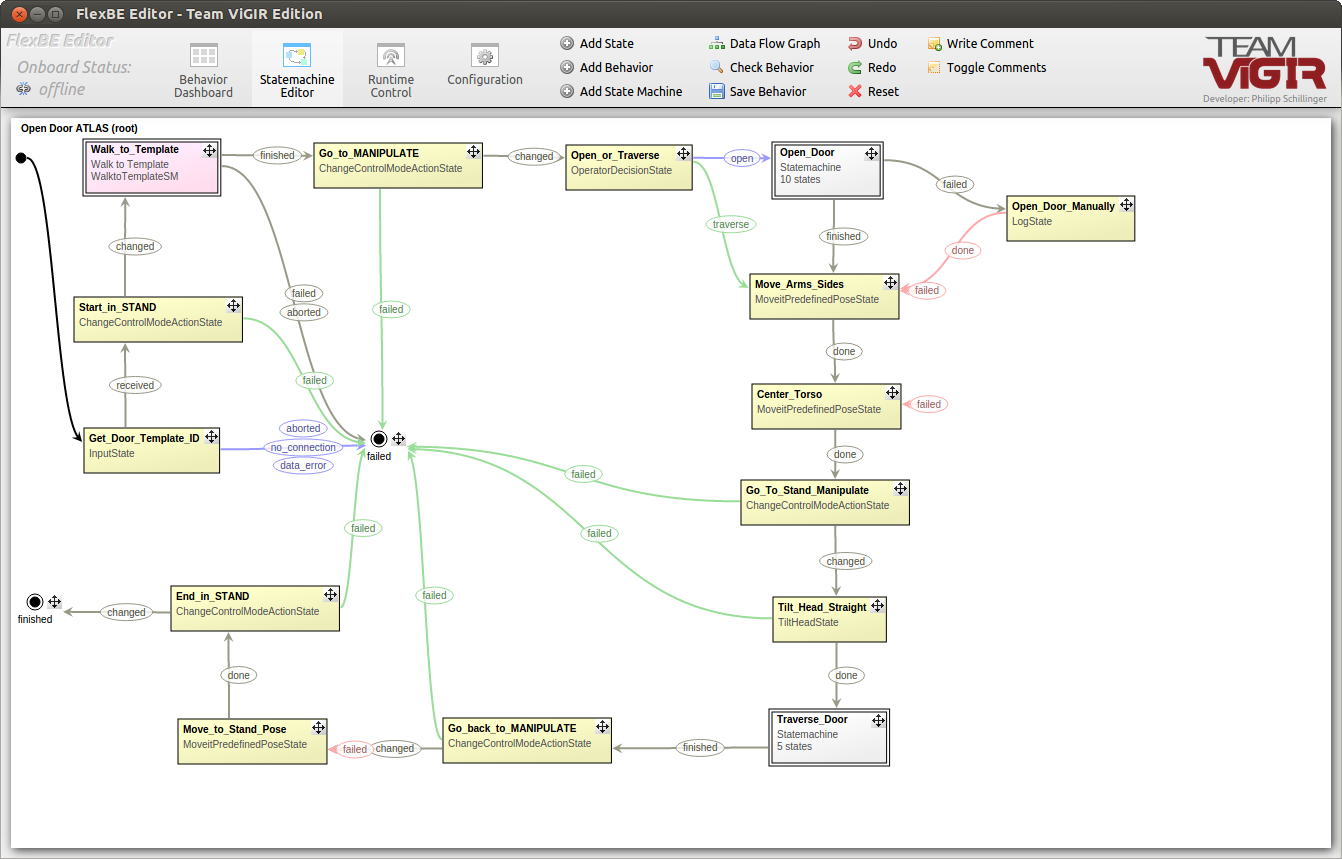 FlexBE Editor - Team ViGIR Edition
FlexBE Editor
Onboard Status:
offline
Behavior
Dashboard
Statemachine
Editor
Runtime
Control
Configuration
Add State
Add Behavior
Add State Machine
Data Flow Graph
Check Behavior
Save Behavior
Undo
Redo
Reset
Write Comment
Toggle Comments
TEAM
ViGIR
Developer: Philipp Schillinger
Open Door ATLAS (root)
Walk_to_Template
Walk to Template
WalktoTemplateSM
finished
Go_to_MANIPULATE
ChangeControlModeActionState
changed
Open_or_Traverse
OperatorDecisionState
open
Open_Door
Statemachine
10 states
failed
Open_Door_Manually
LogState
traverse
finished
done
changed
failed
aborted
failed
Move_Arms_Sides
MoveitPredefinedPoseState
failed
Start_in_STAND
ChangeControlModeActionState
done
failed
received
Center_Torso
MoveitPredefinedPoseState
failed
Get_Door_Template_ID
InputState
aborted
no_connection
data_error
failed
done
failed
Go_To_Stand_Manipulate
ChangeControlModeActionState
failed
failed
changed
End_in_STAND
ChangeControlModeActionState
changed
finished
failed
Tilt_Head_Straight
TiltHeadState
done
done
Move_to_Stand_Pose
MoveitPredefinedPoseState
failed
changed
Go_back_to_MANIPULATE
ChangeControlModeActionState
finished
Traverse_Door
Statemachine
5 states